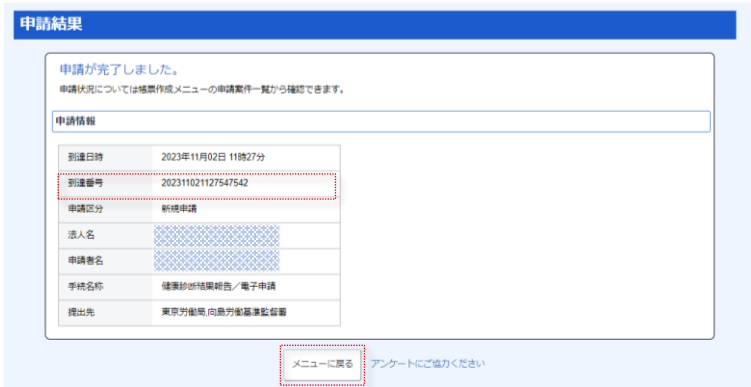 申請結果
申請が完了しました。
申請状況については帳票作成メニューの申請案件一覧から確認できます。
申請情報
到達日時 2023年11月02日 11時27分
到達番号 202311021127547542
申請区分 新規申請
法人名
申請者名
手続名称 健康診断結果報告／電子申請
提出先 東京労働局,向島労働基準監督署
メニューに戻る アンケートにご協力ください